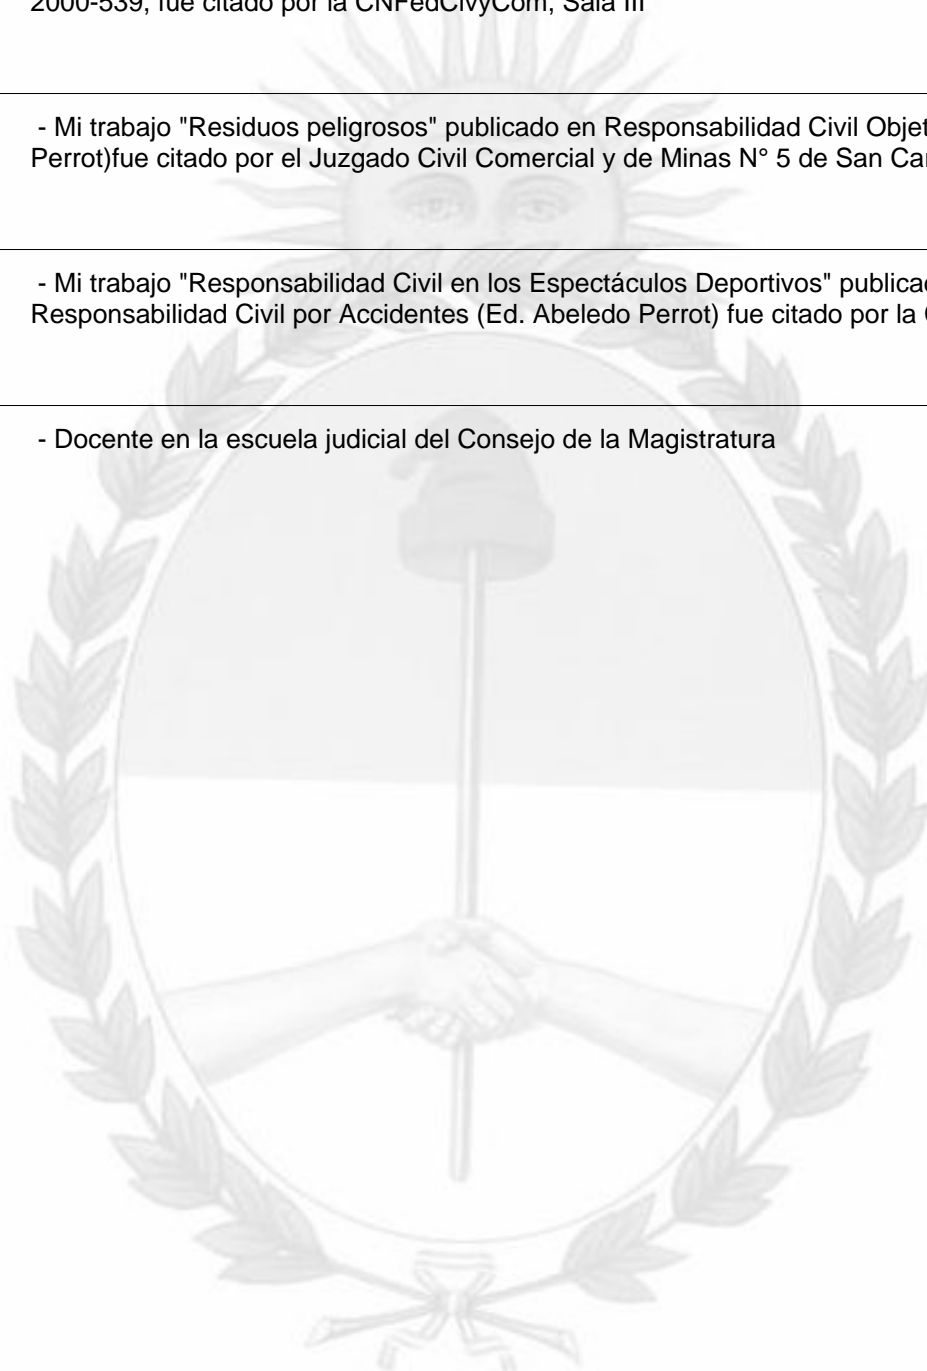 2000-539, fue citado por la CNFedCivyCom, Sala III
- Mi trabajo "Residuos peligrosos" publicado en Responsabilidad Civil Objet
Perrot)fue citado por el Juzgado Civil Comercial y de Minas N° 5 de San Car
- Mi trabajo "Responsabilidad Civil en los Espectáculos Deportivos" publica
Responsabilidad Civil por Accidentes (Ed. Abeledo Perrot) fue citado por la
- Docente en la escuela judicial del Consejo de la Magistratura